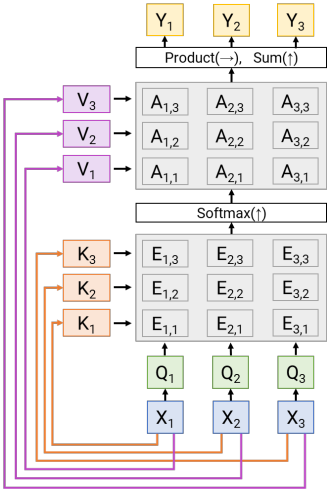 Y₁ Y₂ Y₃
Product(→), Sum(↑)
V₃ A₁,₃ A₂,₃ A₃,₃
V₂ A₁,₂ A₂,₂ A₃,₂
V₁ A₁,₁ A₂,₁ A₃,₁
Softmax(↑)
K₃ E₁,₃ E₂,₃ E₃,₃
K₂ E₁,₂ E₂,₂ E₃,₂
K₁ E₁,₁ E₂,₁ E₃,₁
Q₁ Q₂ Q₃
X₁ X₂ X₃